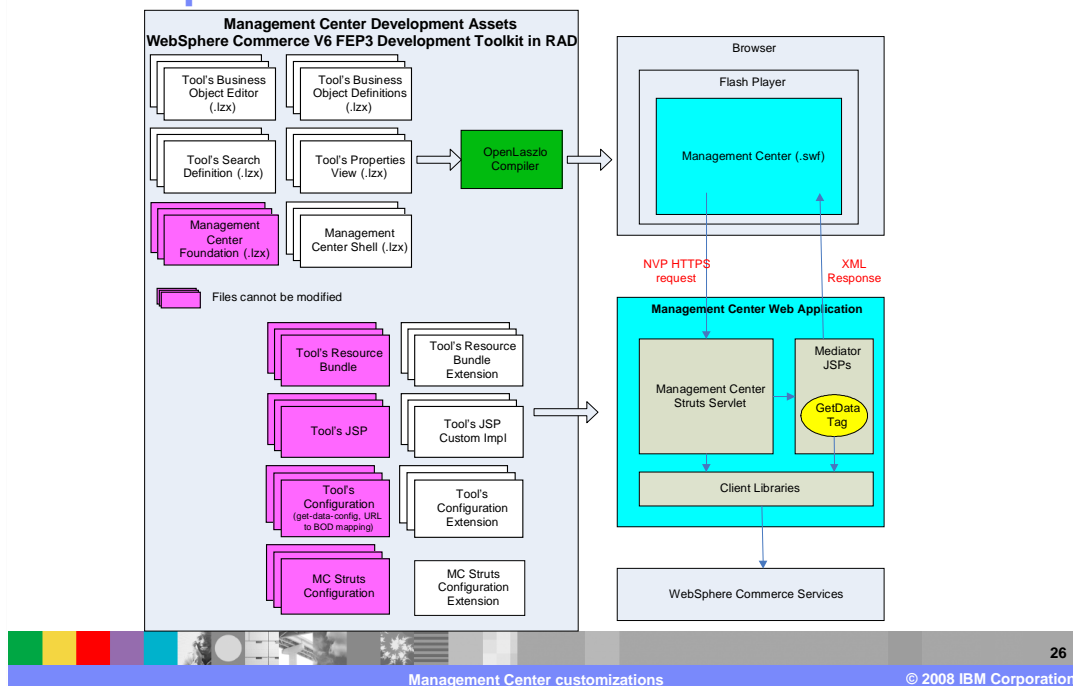 Management Center Development Assets
WebSphere Commerce V6 FEP3 Development Toolkit in RAD
Tool's Business
Object Editor
(.lzx)
Tool's Business
Object Definitions
(.lzx)
Tool's Search
Definition (.lzx)
Tool's Properties
View (.lzx)
Management
Center
Foundation (.lzx)
Management
Center Shell (.lzx)
Files cannot be modified
OpenLaszlo
Compiler
Tool's Resource
Bundle
Tool's Resource
Bundle
Extension
Tool's JSP
Tool's JSP
Custom Impl
Tool's
Configuration
(get-data-config, URL
to BOD mapping)
Tool's
Configuration
Extension
MC Struts
Configuration
MC Struts
Configuration
Extension
Browser
Flash Player
Management Center (.swf)
NVP HTTPS
request
XML
Response
Management Center Web Application
Management Center
Struts Servlet
Mediator
JSPs
GetData
Tag
Client Libraries
WebSphere Commerce Services
26
Management Center customizations
© 2008 IBM Corporation